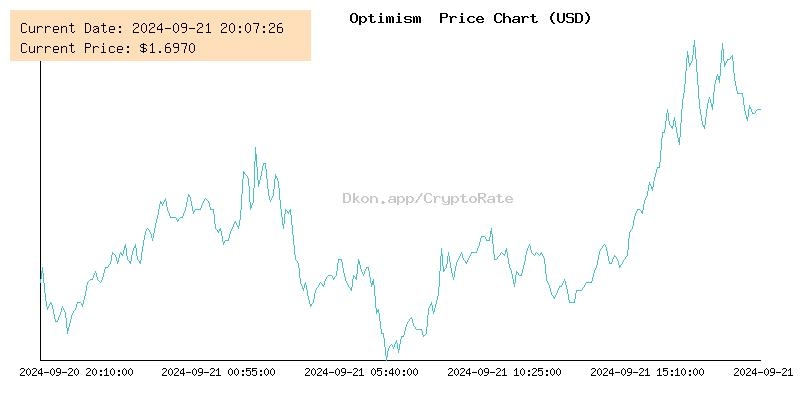 Optimism  Price Chart (USD)
Current Date: 2024-09-21 20:07:26
Current Price: $1.6970
Dkon.app/CryptoRate
2024-09-20 20:10:00 2024-09-21 00:55:00 2024-09-21 05:40:00 2024-09-21 10:25:00 2024-09-21 15:10:00 2024-09-21